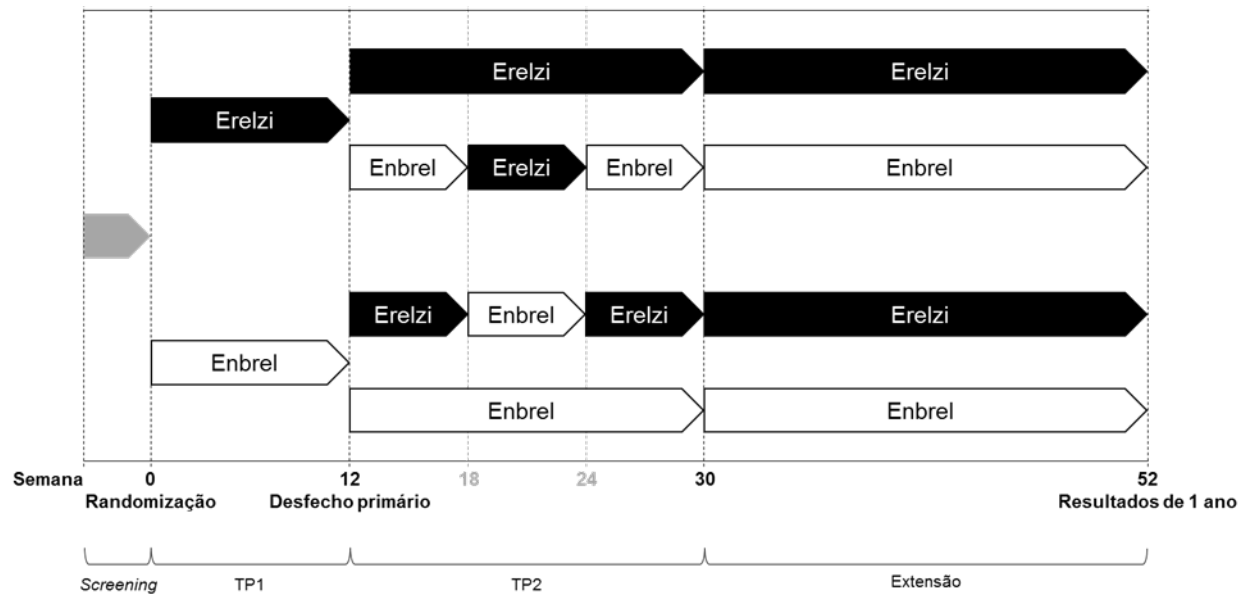 Erelzi Erelzi
Erelzi
Enbrel Erelzi Enbrel Enbrel
Erelzi Enbrel Erelzi Erelzi
Enbrel
Enbrel Enbrel
Semana 0 12 18 24 30 52
Randomização Desfecho primário Resultados de 1 ano
Screening TP1 TP2 Extensão